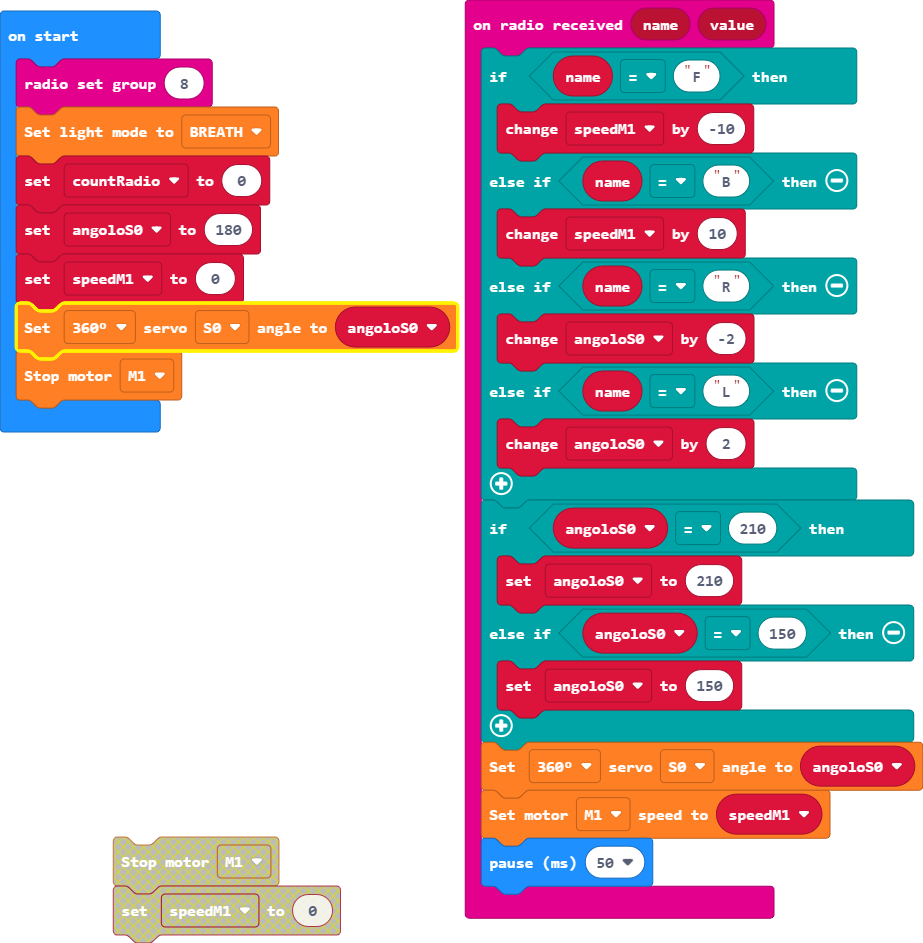 on start
radio set group 8
Set light mode to BREATH
set countRadio to 0
set angoloS0 to 180
set speedM1 to 0
Set 360º servo S0 angle to angoloS0
Stop motor M1
Stop motor M1
set speedM1 to 0
on radio received name value
if name = "F" then
change speedM1 by -10
else if name = "B" then
change speedM1 by 10
else if name = "R" then
change angoloS0 by -2
else if name = "L" then
change angoloS0 by 2
if angoloS0 = 210 then
set angoloS0 to 210
else if angoloS0 = 150 then
set angoloS0 to 150
Set 360º servo S0 angle to angoloS0
Set motor M1 speed to speedM1
pause (ms) 50